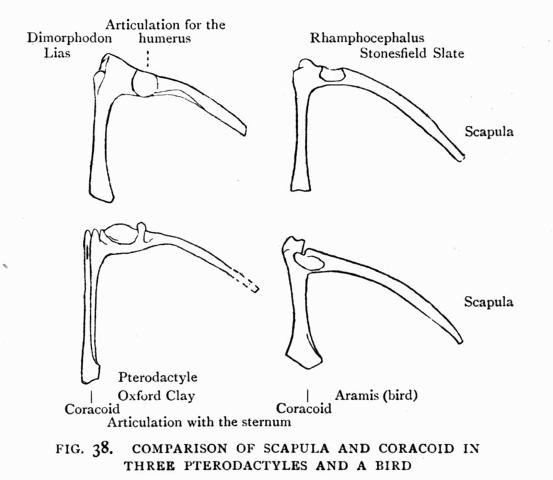 Articulation for the
Dimorphodon humerus
Lias
Rhamphocephalus
Stonesfield Slate
Scapula
Scapula
Pterodactyle
Oxford Clay
Coracoid
Aramis (bird)
Coracoid
Articulation with the sternum
FIG. 38. COMPARISON OF SCAPULA AND CORACOID IN
THREE PTERODACTYLES AND A BIRD